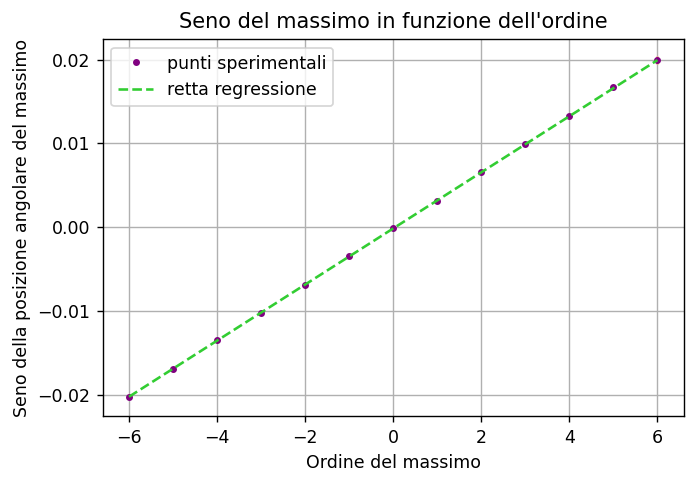 Seno del massimo in funzione dell'ordine
punti sperimentali
retta regressione
Seno della posizione angolare del massimo
0.02
0.01
0.00
−0.01
−0.02
−6 −4 −2 0 2 4 6
Ordine del massimo